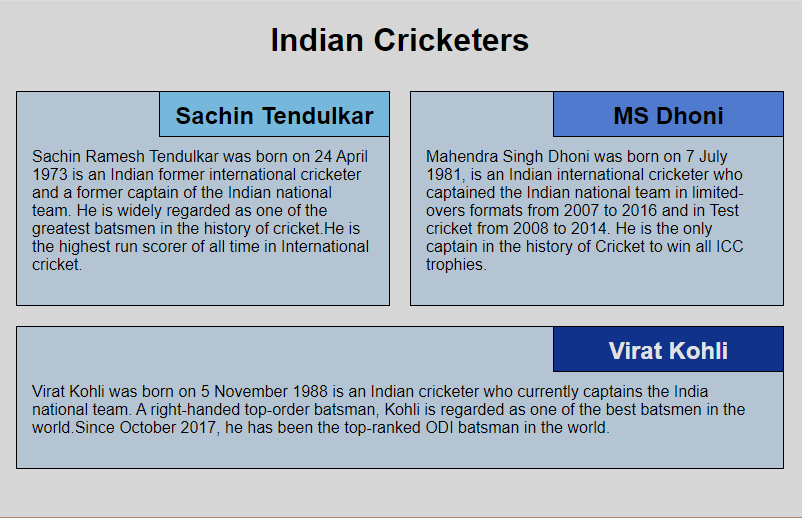 Indian Cricketers
Sachin Tendulkar
Sachin Ramesh Tendulkar was born on 24 April
1973 is an Indian former international cricketer
and a former captain of the Indian national
team. He is widely regarded as one of the
greatest batsmen in the history of cricket.He is
the highest run scorer of all time in International
cricket.
MS Dhoni
Mahendra Singh Dhoni was born on 7 July
1981, is an Indian international cricketer who
captained the Indian national team in limited-
overs formats from 2007 to 2016 and in Test
cricket from 2008 to 2014. He is the only
captain in the history of Cricket to win all ICC
trophies.
Virat Kohli
Virat Kohli was born on 5 November 1988 is an Indian cricketer who currently captains the India
national team. A right-handed top-order batsman, Kohli is regarded as one of the best batsmen in the
world.Since October 2017, he has been the top-ranked ODI batsman in the world.